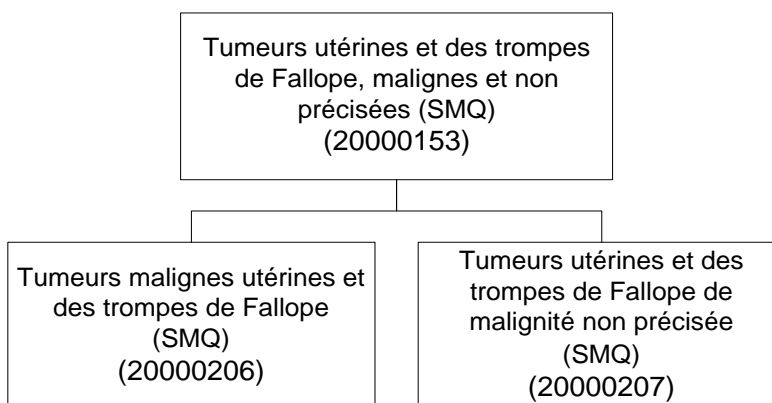 Tumeurs utérines et des trompes
de Fallope, malignes et non
précisées (SMQ)
(20000153)
Tumeurs malignes utérines et
des trompes de Fallope
(SMQ)
(20000206)
Tumeurs utérines et des
trompes de Fallope de
malignité non précisée
(SMQ)
(20000207)